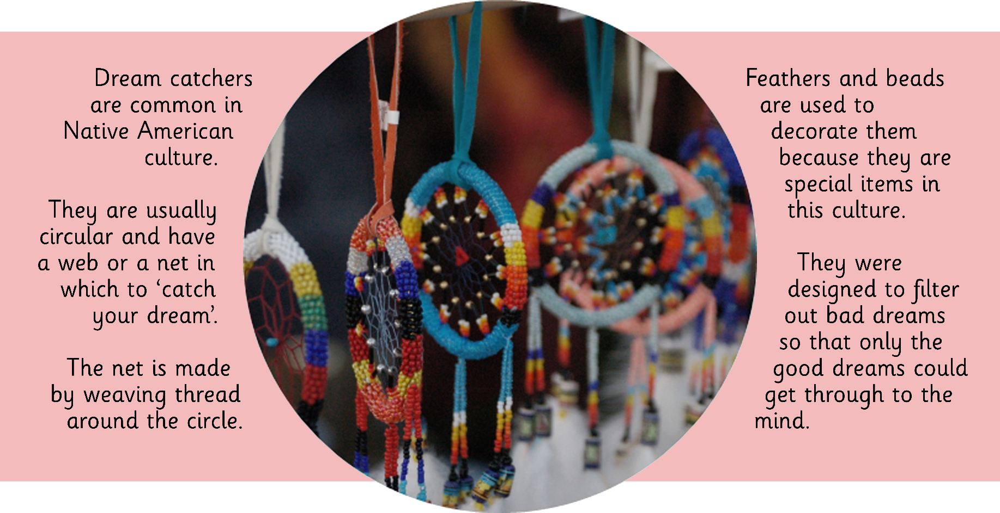 Dream catchers
are common in
Native American
culture.
They are usually
circular and have
a web or a net in
which to ‘catch
your dream’.
The net is made
by weaving thread
around the circle.
Feathers and beads
are used to
decorate them
because they are
special items in
this culture.
They were
designed to filter
out bad dreams
so that only the
good dreams could
get through to the
mind.